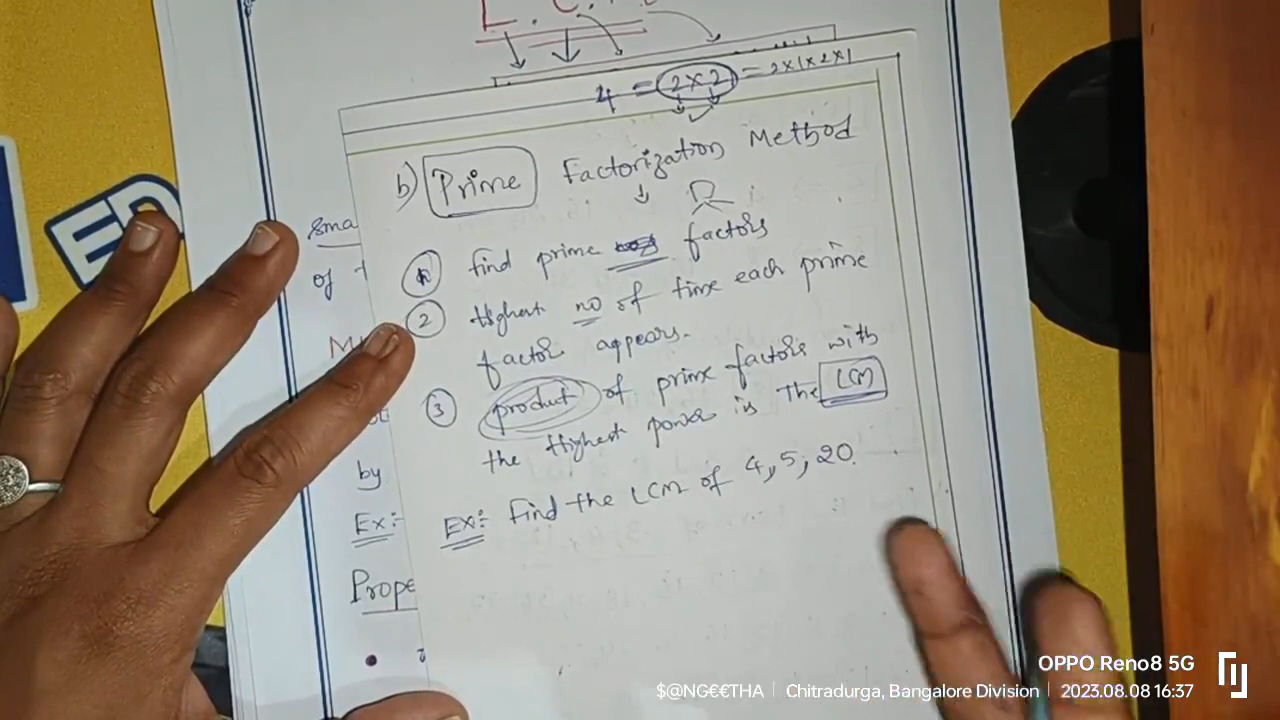 L.C.M
4 = 2×2 = 2×1×2×1
b) Prime Factorization Method
ED
Sma
of t
① find prime factors
② Highest no of time each prime
factor appears.
③ product of prime factors with
the Highest power is the LCM
by
Ex:-
Ex:- Find the LCM of 4, 5, 20.
Prope
OPPO Reno8 5G
$@NG€€THA | Chitradurga, Bangalore Division | 2023.08.08 16:37